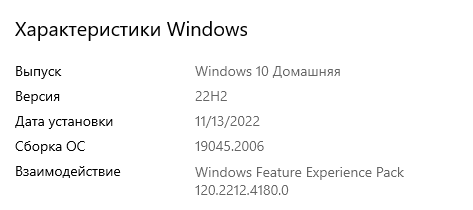 Характеристики Windows
Выпуск Windows 10 Домашняя
Версия 22H2
Дата установки 11/13/2022
Сборка ОС 19045.2006
Взаимодействие Windows Feature Experience Pack
120.2212.4180.0